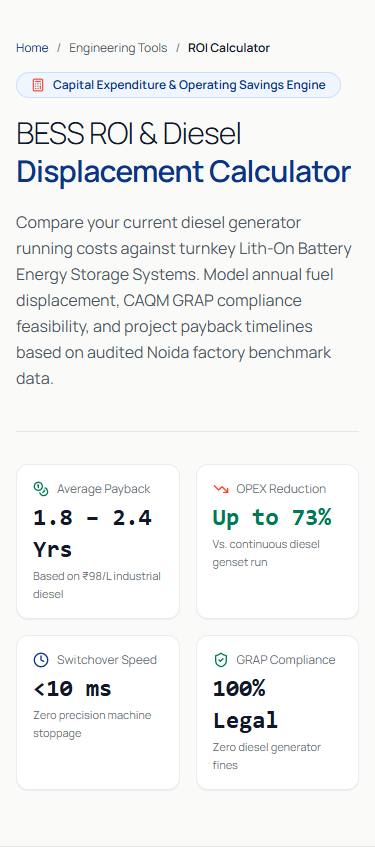 Home / Engineering Tools / ROI Calculator
Capital Expenditure & Operating Savings Engine
BESS ROI & Diesel
Displacement Calculator
Compare your current diesel generator
running costs against turnkey Lith-On Battery
Energy Storage Systems. Model annual fuel
displacement, CAQM GRAP compliance
feasibility, and project payback timelines
based on audited Noida factory benchmark
data.
Average Payback
1.8 – 2.4
Yrs
Based on ₹98/L industrial
diesel
OPEX Reduction
Up to 73%
Vs. continuous diesel
genset run
Switchover Speed
<10 ms
Zero precision machine
stoppage
GRAP Compliance
100%
Legal
Zero diesel generator
fines